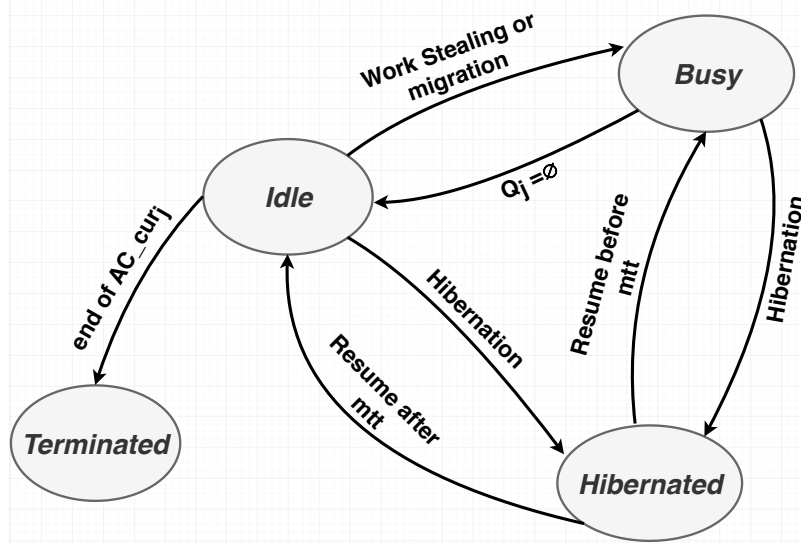 Work Stealing or
migration
Busy
Idle
Qj =∅
end of AC_curj
Hibernation
Resume before
mtt
Hibernation
Resume after
mtt
Terminated
Hibernated